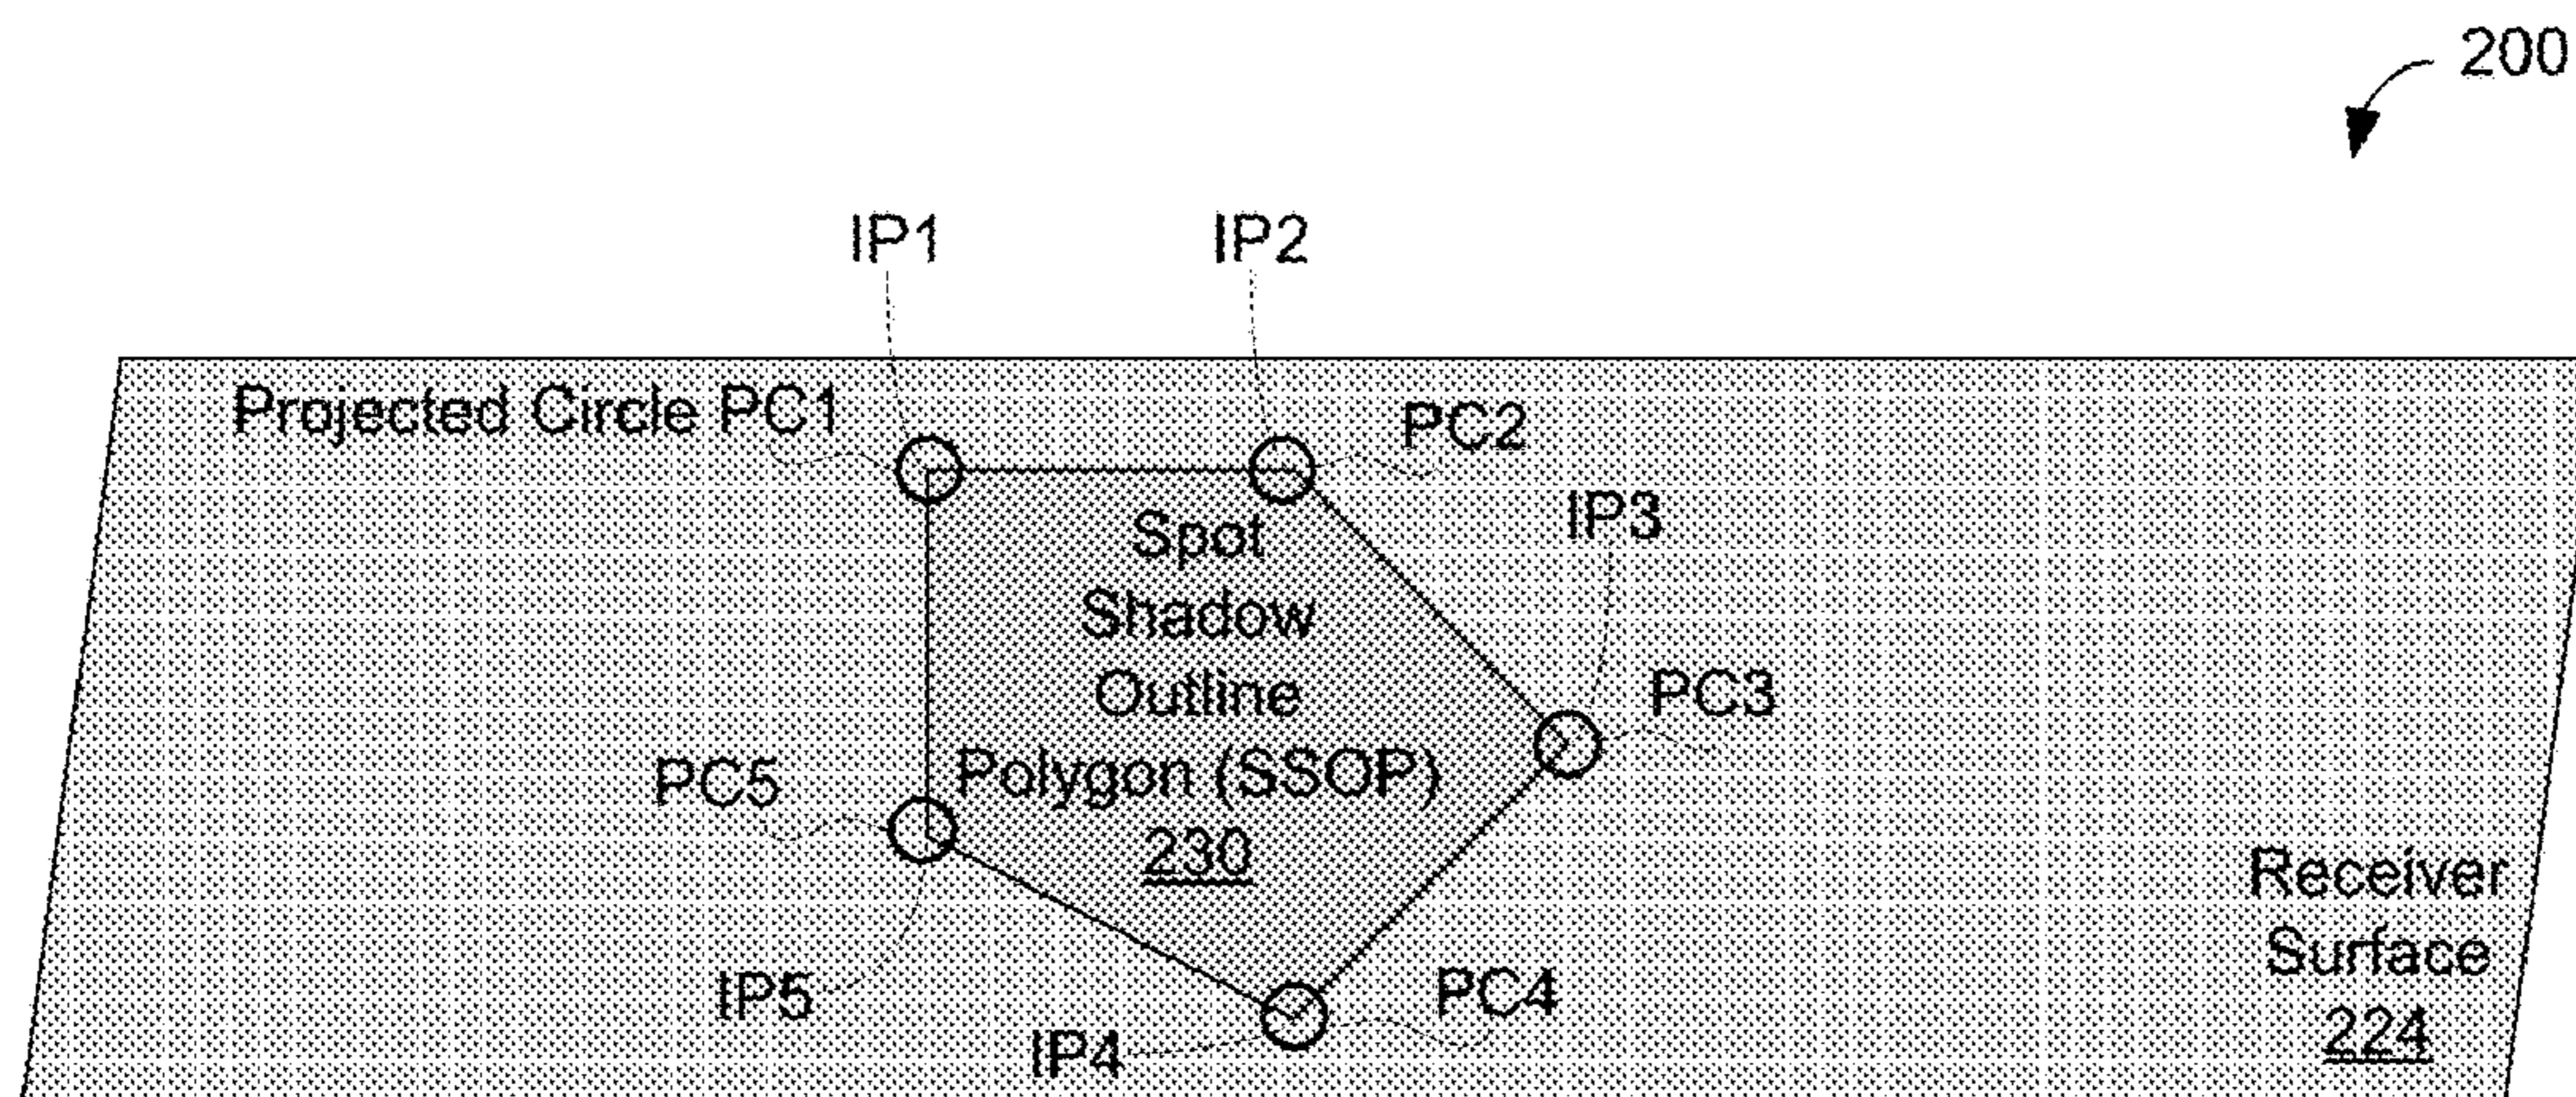 200
IP1
IP2
Projected Circle PC1
PC2
IP3
Spot
Shadow
Outline
Polygon (SSOP)
230
PC3
PC5
Receiver
Surface
224
IP5
PC4
IP4